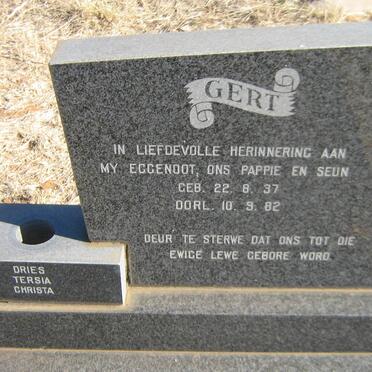 GERT
IN LIEFDEVOLLE HERINNERING AAN
MY EGGENOOT, ONS PAPPIE EN SEUN
GEB. 22. 8. 37
OORL. 10. 9. 82
DEUR TE STERWE DAT ONS TOT DIE
EWIGE LEWE GEBORE WORD.
DRIES
TERSIA
CHRISTA